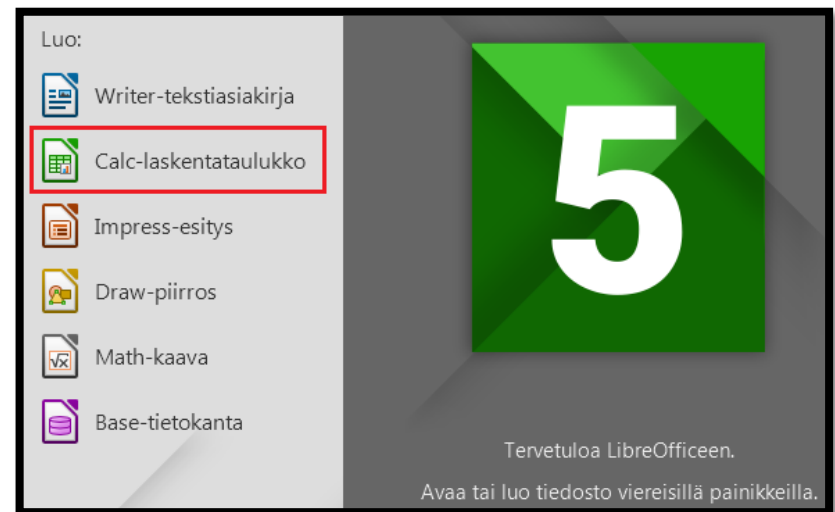 Luo:
Writer-tekstiasiakirja
Calc-laskentataulukko
Impress-esitys
Draw-piirros
Math-kaava
Base-tietokanta
5
Tervetuloa LibreOfficeen.
Avaa tai luo tiedosto viereisillä painikkeilla.